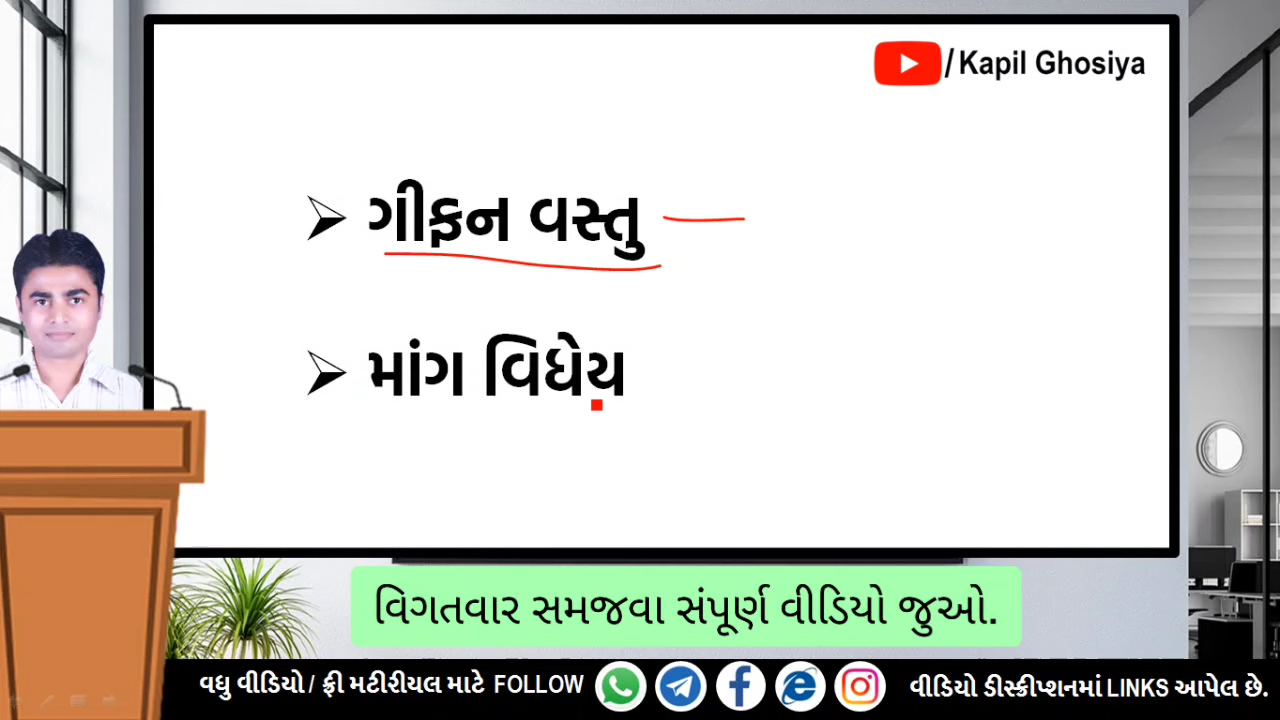 /Kapil Ghosiya
ગીફન વસ્તુ
માંગ વિધેય
વિગતવાર સમજવા સંપૂર્ણ વીડિયો જુઓ.
વધુ વીડિયો / ફ્રી મટીરીયલ માટે FOLLOW
વીડિયો ડીસ્ક્રીપ્શનમાં LINKS આપેલ છે.